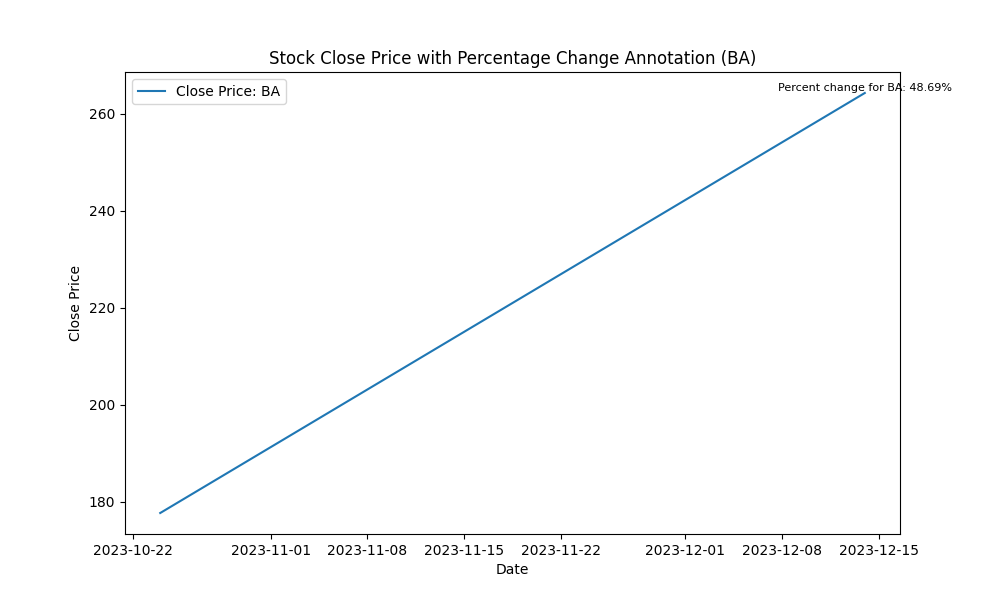 Stock Close Price with Percentage Change Annotation (BA)
Close Price: BA
Percent change for BA: 48.69%
260
240
220
200
180
Close Price
2023-10-22
2023-11-01
2023-11-08
2023-11-15
2023-11-22
2023-12-01
2023-12-08
2023-12-15
Date